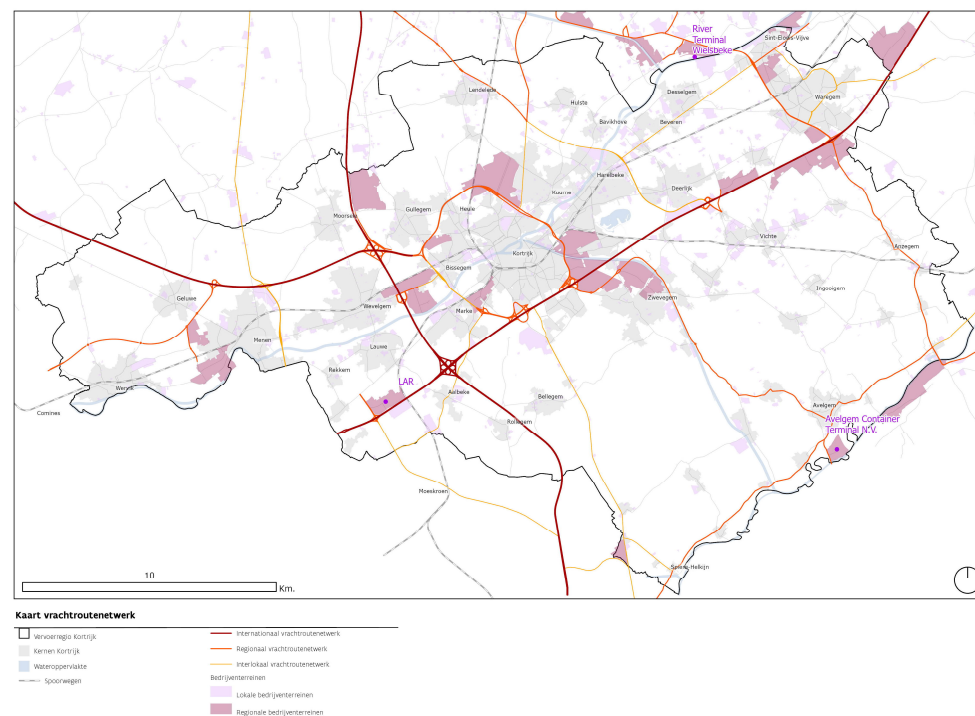 River
Terminal
Wielsbeke
Sint-Eloois-Vijve
Lendelede
Desselgem
Waregem
Hulste
Bavikhove
Beveren
Harelbeke
Deerlijk
Kuurne
Moorsele
Gullegem
Heule
Vichte
Anzegem
Kortrijk
Bissegem
Ingooigem
Geluwe
Wevelgem
Zwevegem
Marke
Menen
Lauwe
Rekkem
LAR
Wervik
Comines
Aalbeke
Bellegem
Avelgem
Rollegem
Avelgem Container
Terminal N.V.
Moeskroen
Spiere-Helkijn
10
Km.
Kaart vrachtroutenetwerk
Vervoerregio Kortrijk
Kernen Kortrijk
Wateroppervlakte
Spoorwegen
Internationaal vrachtroutenetwerk
Regionaal vrachtroutenetwerk
Interlokaal vrachtroutenetwerk
Bedrijventerreinen
Lokale bedrijventerreinen
Regionale bedrijventerreinen